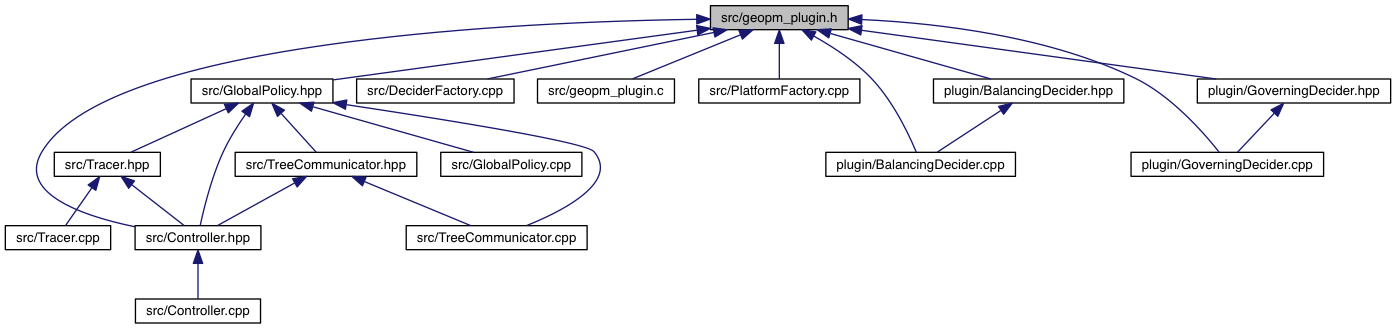 src/geopm_plugin.h
src/GlobalPolicy.hpp
src/DeciderFactory.cpp
src/geopm_plugin.c
src/PlatformFactory.cpp
plugin/BalancingDecider.hpp
plugin/GoverningDecider.hpp
src/Tracer.hpp
src/TreeCommunicator.hpp
src/GlobalPolicy.cpp
plugin/BalancingDecider.cpp
plugin/GoverningDecider.cpp
src/Tracer.cpp
src/Controller.hpp
src/TreeCommunicator.cpp
src/Controller.cpp